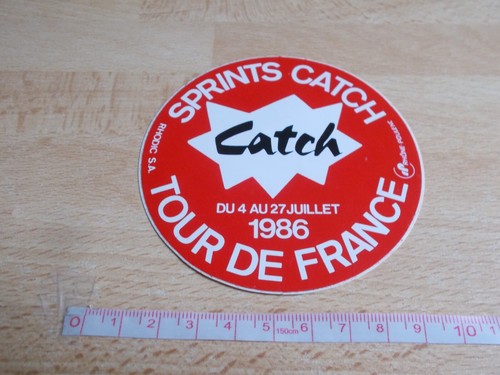 SPRINTS CATCH
Catch
RHODIC S.A.
DU 4 AU 27 JUILLET
1986
TOUR DE FRANCE
0 1 2 3 4 5 150cm 6 7 8 9 10